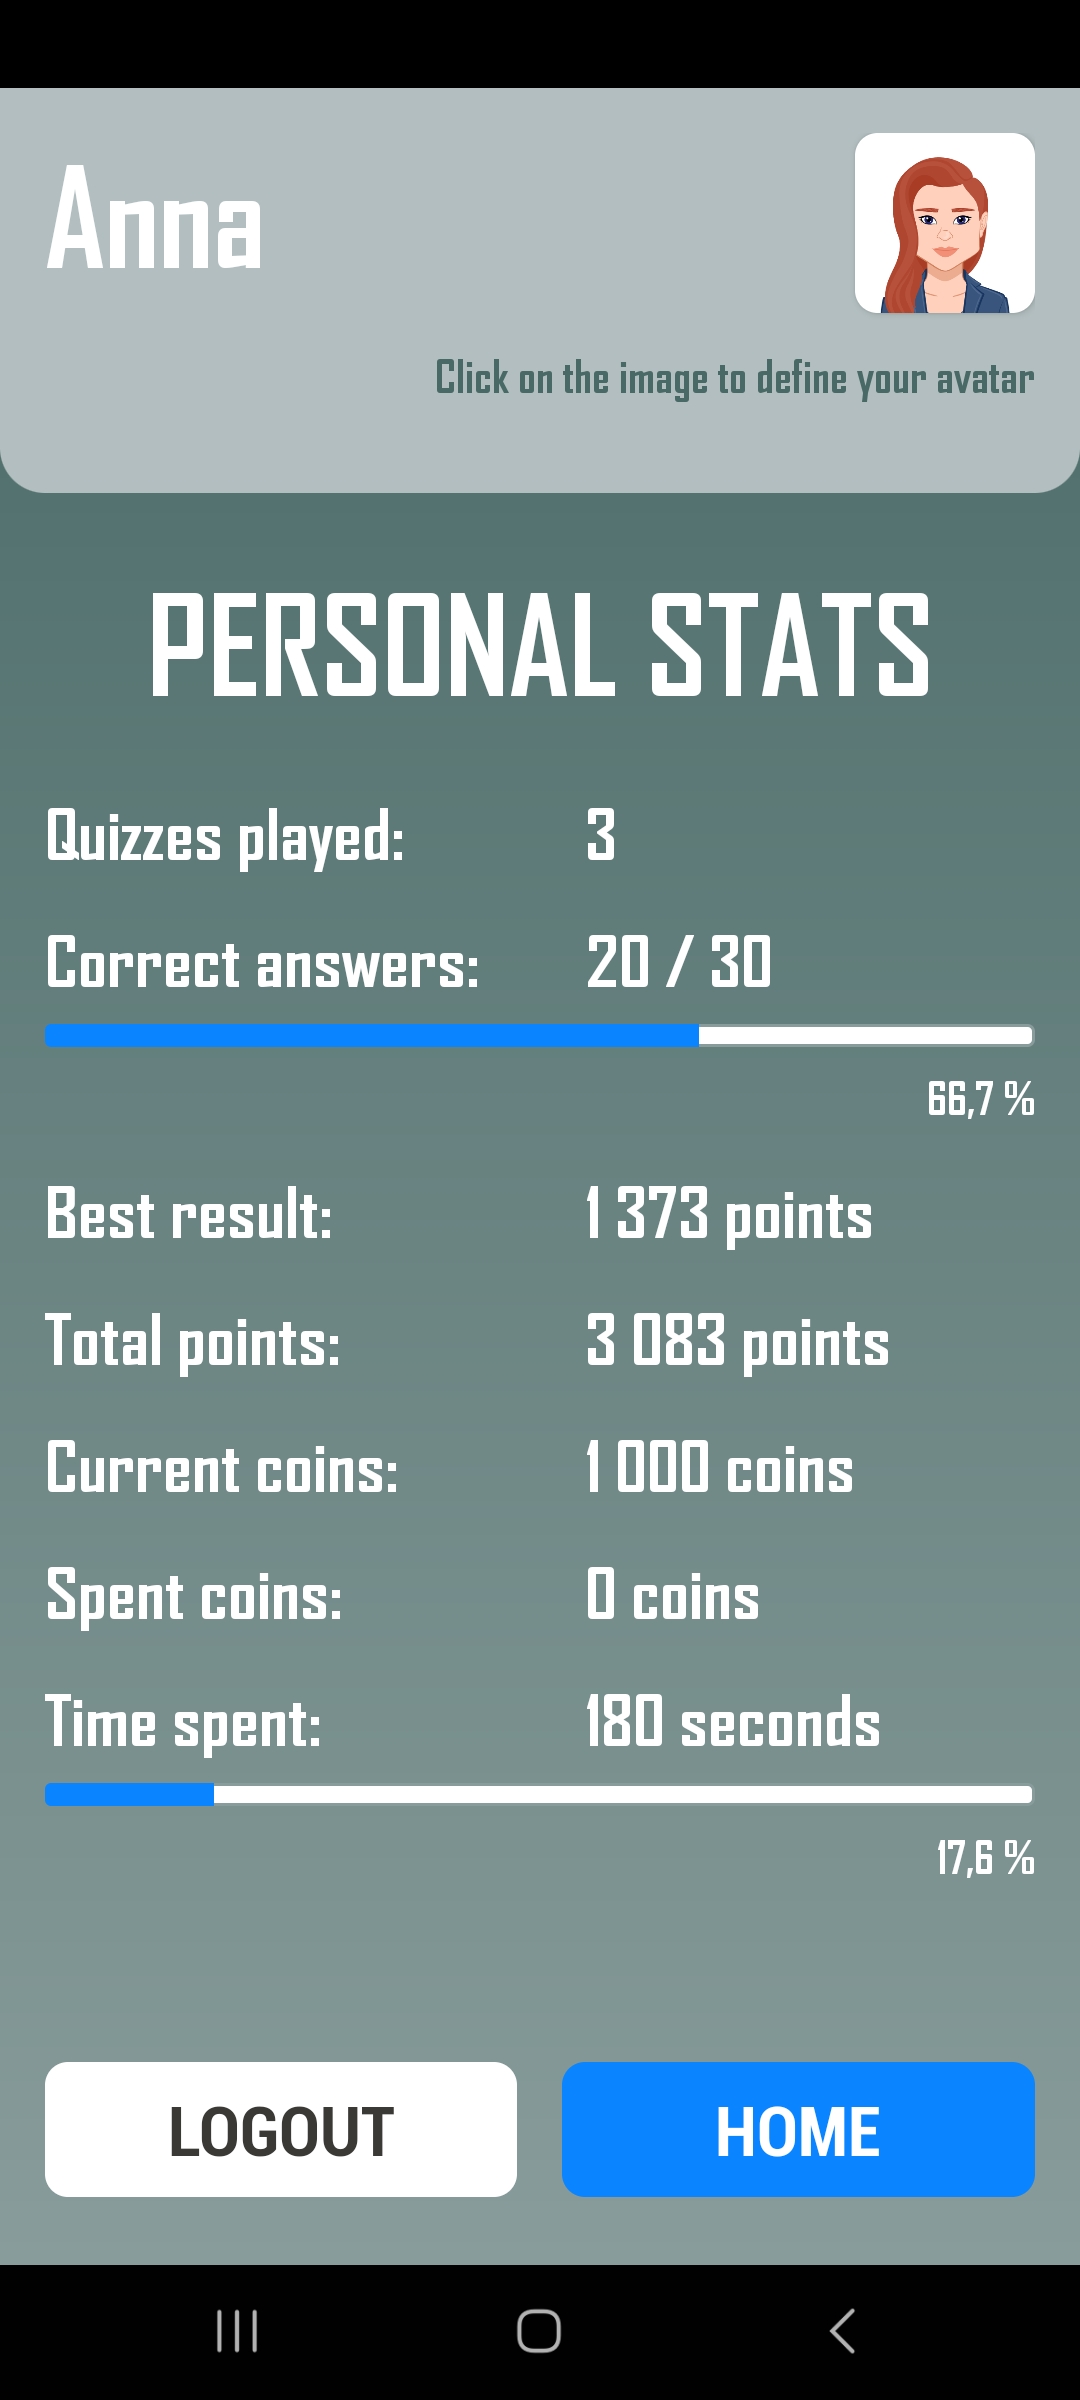 Anna
Click on the image to define your avatar
PERSONAL STATS
Quizzes played: 3
Correct answers: 20 / 30
66,7 %
Best result: 1 373 points
Total points: 3 083 points
Current coins: 1 000 coins
Spent coins: 0 coins
Time spent: 180 seconds
17,6 %
LOGOUT HOME